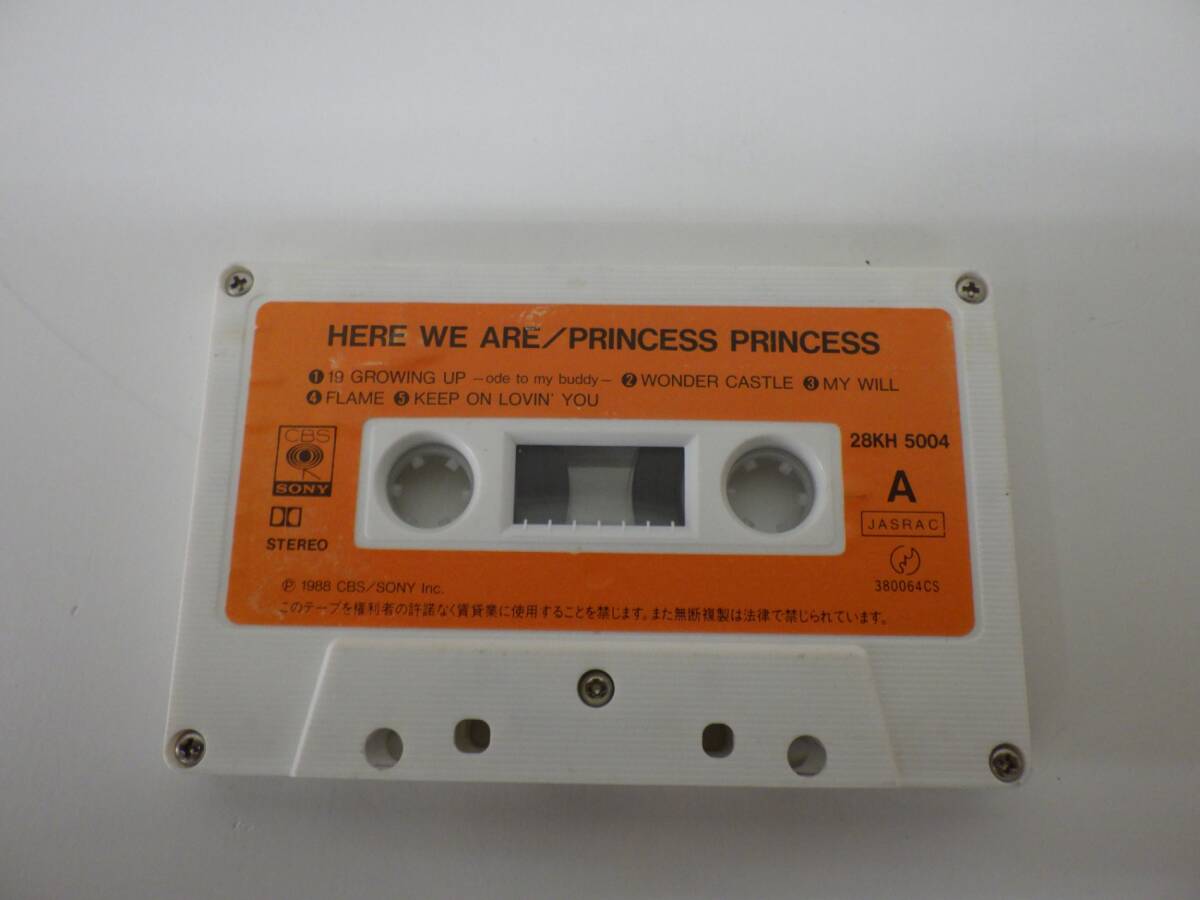 HERE WE ARE/PRINCESS PRINCESS
❶19 GROWING UP —ode to my buddy— ❷WONDER CASTLE ❸MY WILL
❹FLAME ❺KEEP ON LOVIN' YOU
CBS
SONY
STEREO
28KH 5004
A
JASRAC
380064CS
℗ 1988 CBS/SONY Inc.
このテープを権利者の許諾なく賃貸業に使用することを禁じます。また無断複製は法律で禁じられています。